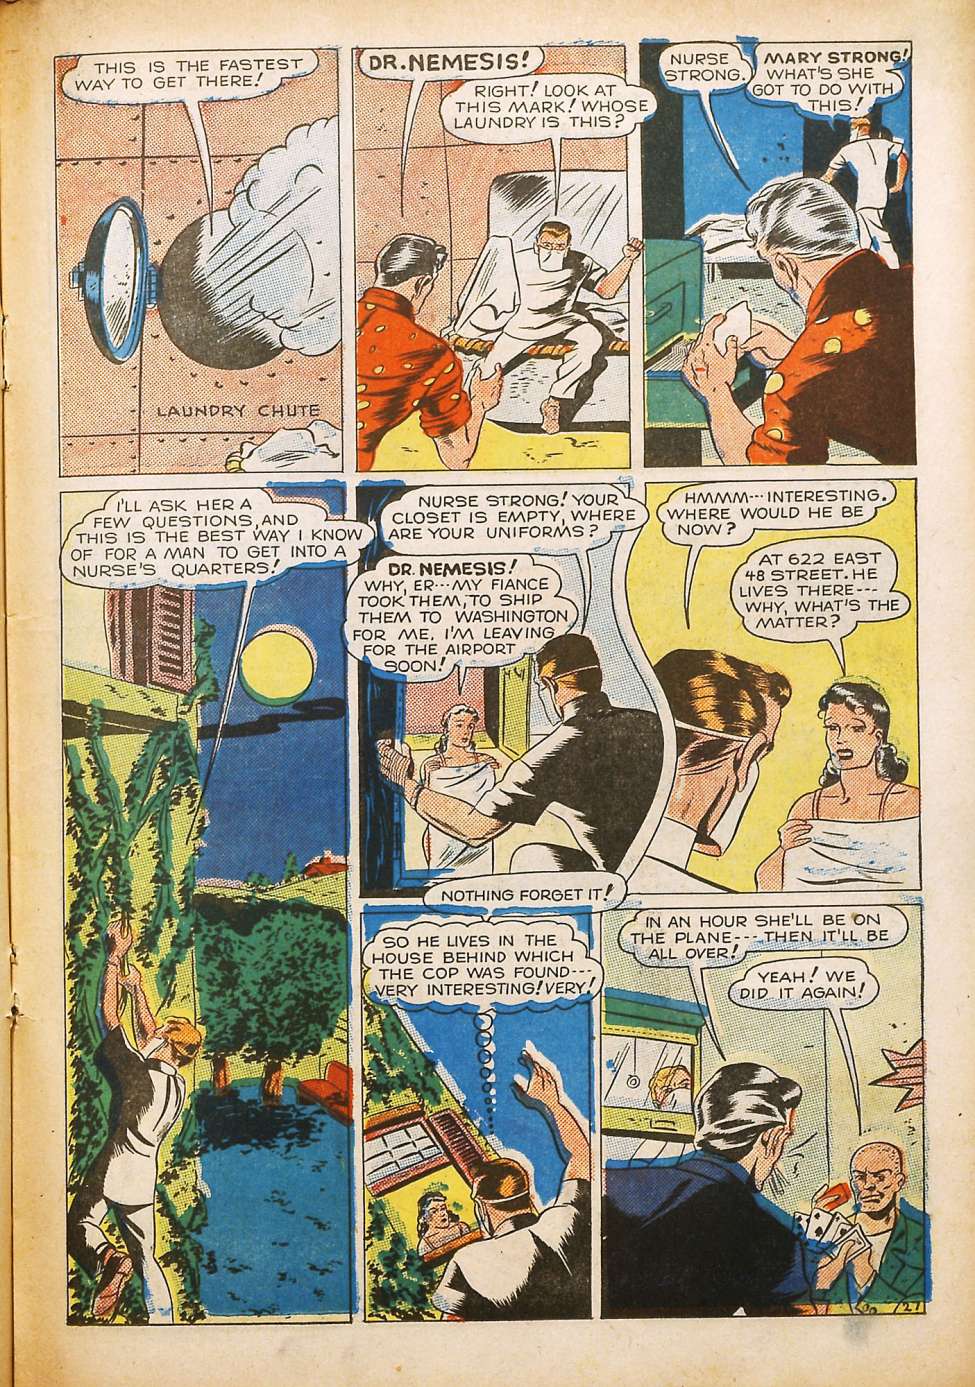 THIS IS THE FASTEST
WAY TO GET THERE!
LAUNDRY CHUTE
DR. NEMESIS!
RIGHT! LOOK AT
THIS MARK! WHOSE
LAUNDRY IS THIS?
NURSE
STRONG.
MARY STRONG!
WHAT'S SHE
GOT TO DO WITH
THIS!
I'LL ASK HER A
FEW QUESTIONS, AND
THIS IS THE BEST WAY I KNOW
OF FOR A MAN TO GET INTO A
NURSE'S QUARTERS!
NURSE STRONG! YOUR
CLOSET IS EMPTY, WHERE
ARE YOUR UNIFORMS?
DR. NEMESIS!
WHY, ER--- MY FIANCE
TOOK THEM, TO SHIP
THEM TO WASHINGTON
FOR ME. I'M LEAVING
FOR THE AIRPORT
SOON!
HMMM--- INTERESTING.
WHERE WOULD HE BE
NOW?
AT 622 EAST
48 STREET. HE
LIVES THERE---
WHY, WHAT'S THE
MATTER?
NOTHING FORGET IT!
SO HE LIVES IN THE
HOUSE BEHIND WHICH
THE COP WAS FOUND---
VERY INTERESTING! VERY!
IN AN HOUR SHE'LL BE ON
THE PLANE--- THEN IT'LL BE
ALL OVER!
YEAH! WE
DID IT AGAIN!